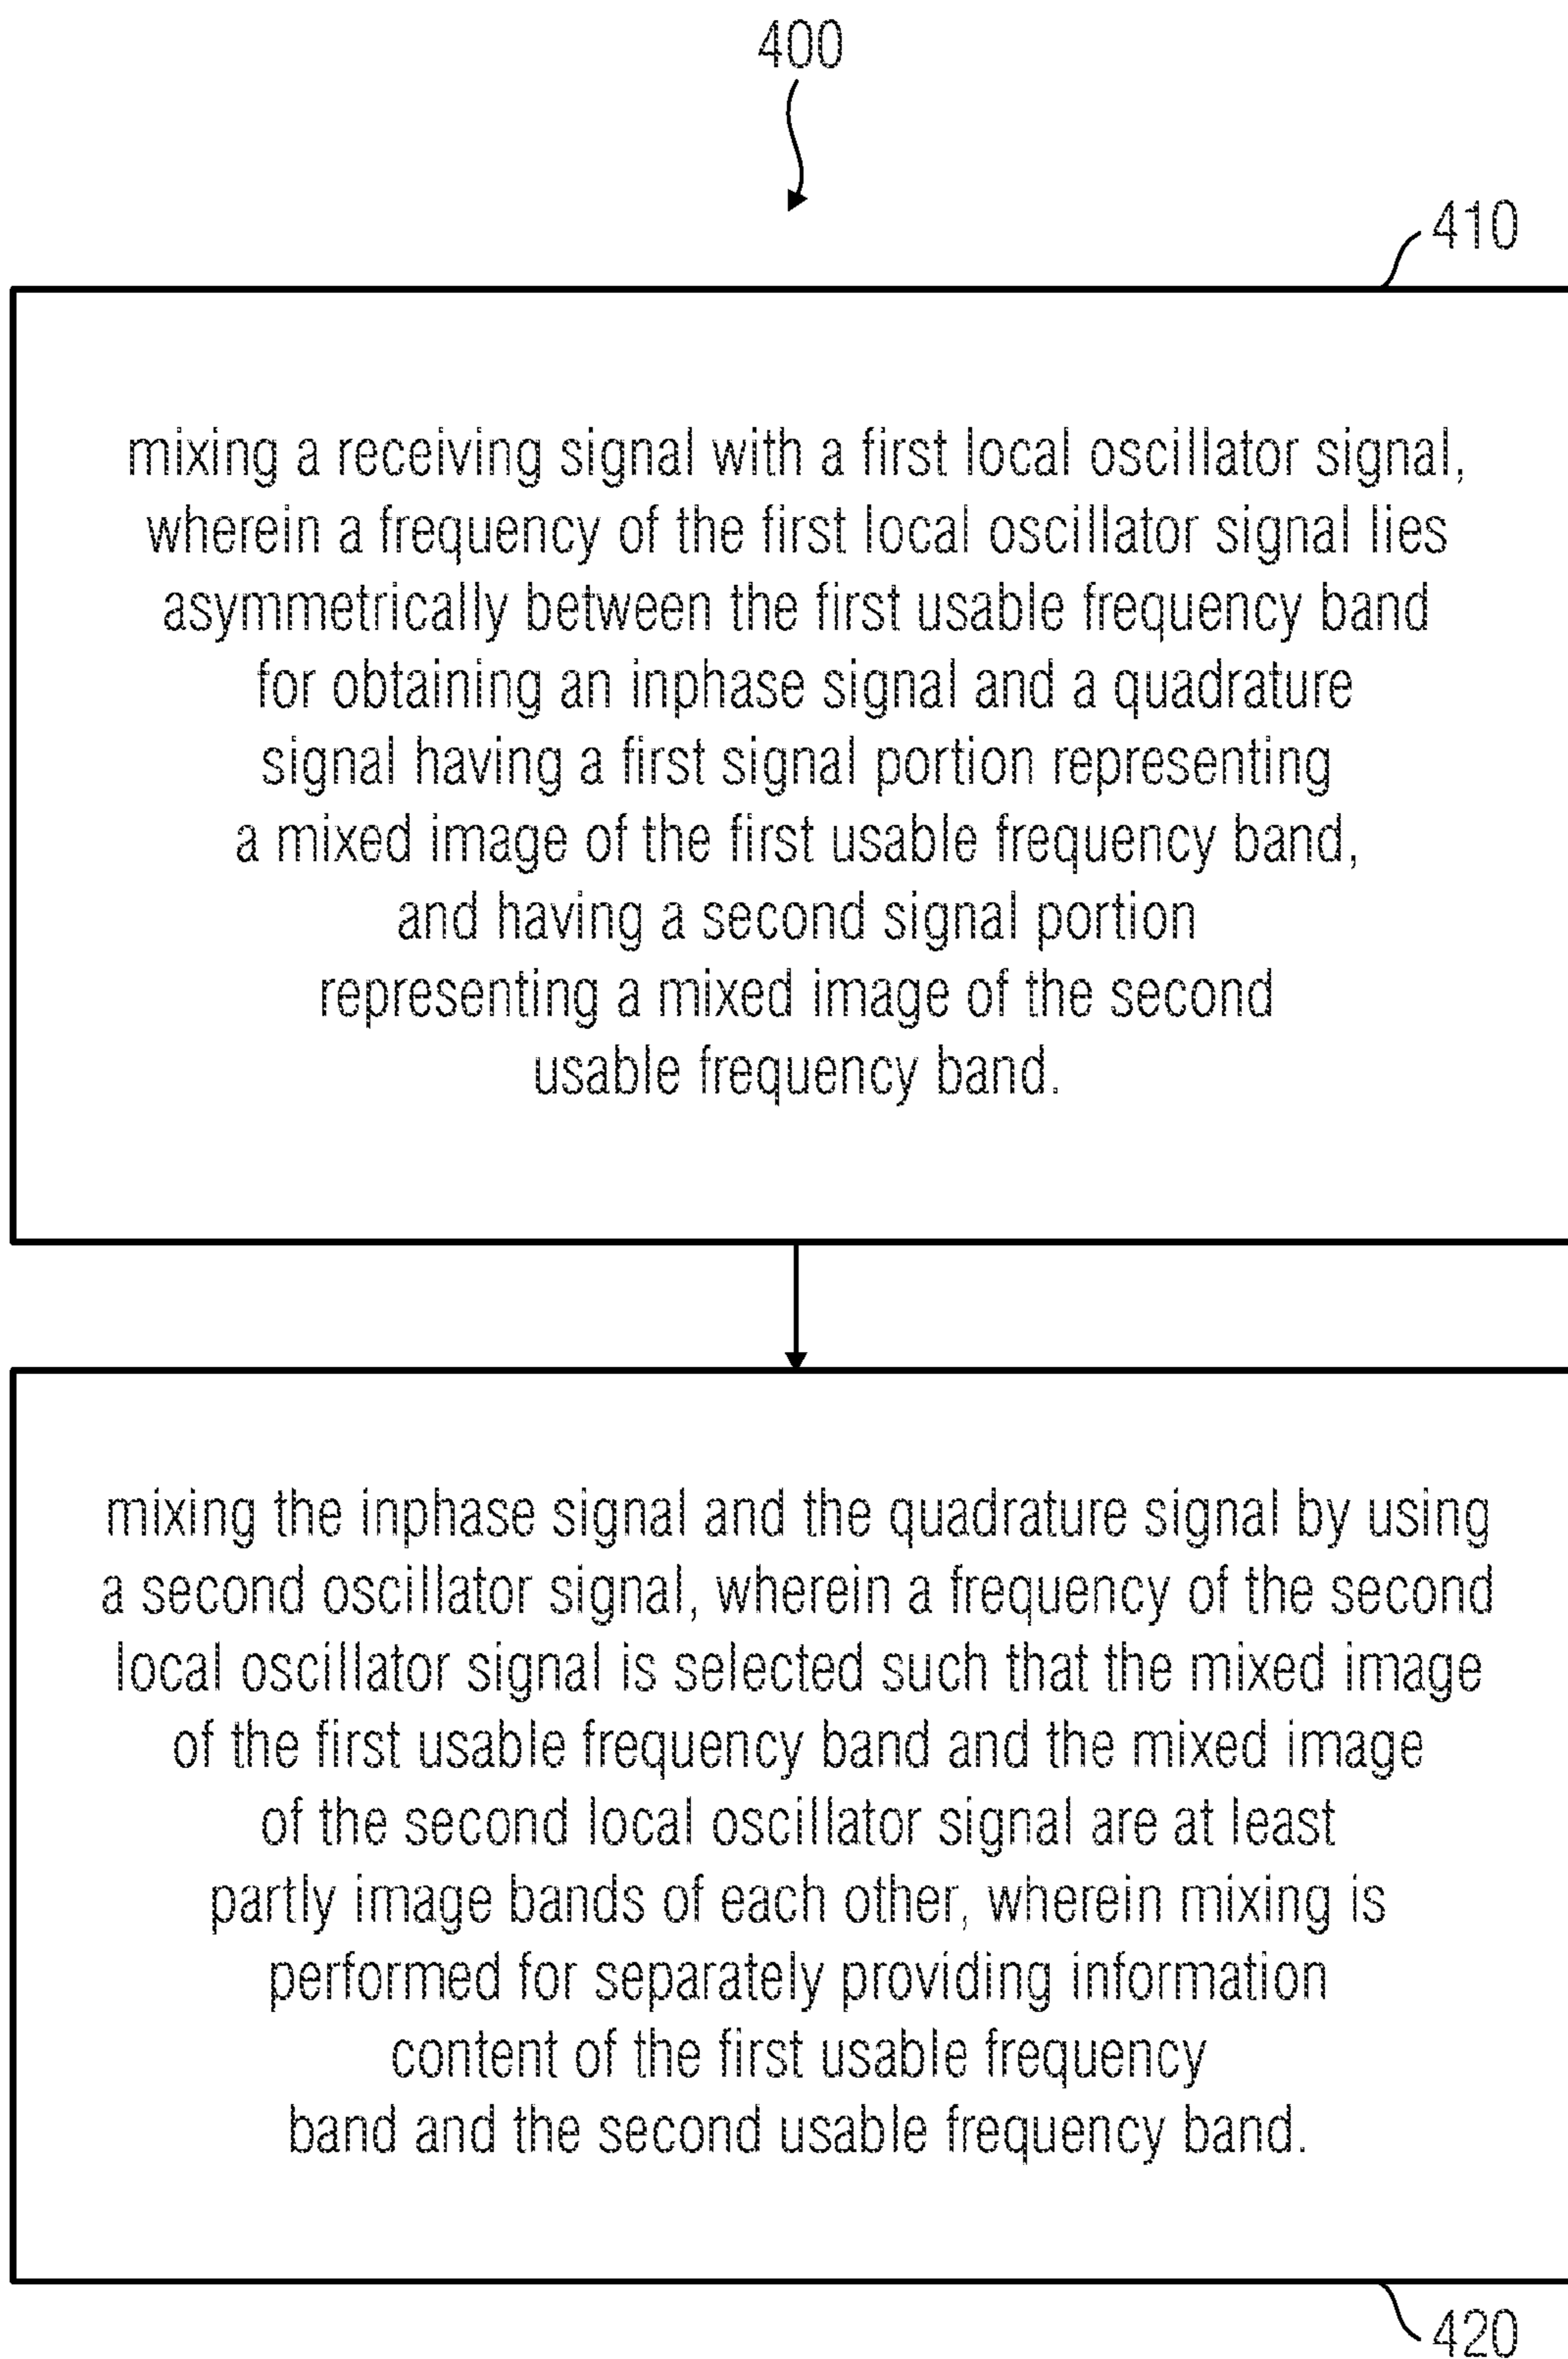 400
410
mixing a receiving signal with a first local oscillator signal,
wherein a frequency of the first local oscillator signal lies
asymmetrically between the first usable frequency band
for obtaining an inphase signal and a quadrature
signal having a first signal portion representing
a mixed image of the first usable frequency band,
and having a second signal portion
representing a mixed image of the second
usable frequency band.
mixing the inphase signal and the quadrature signal by using
a second oscillator signal, wherein a frequency of the second
local oscillator signal is selected such that the mixed image
of the first usable frequency band and the mixed image
of the second local oscillator signal are at least
partly image bands of each other, wherein mixing is
performed for separately providing information
content of the first usable frequency
band and the second usable frequency band.
420